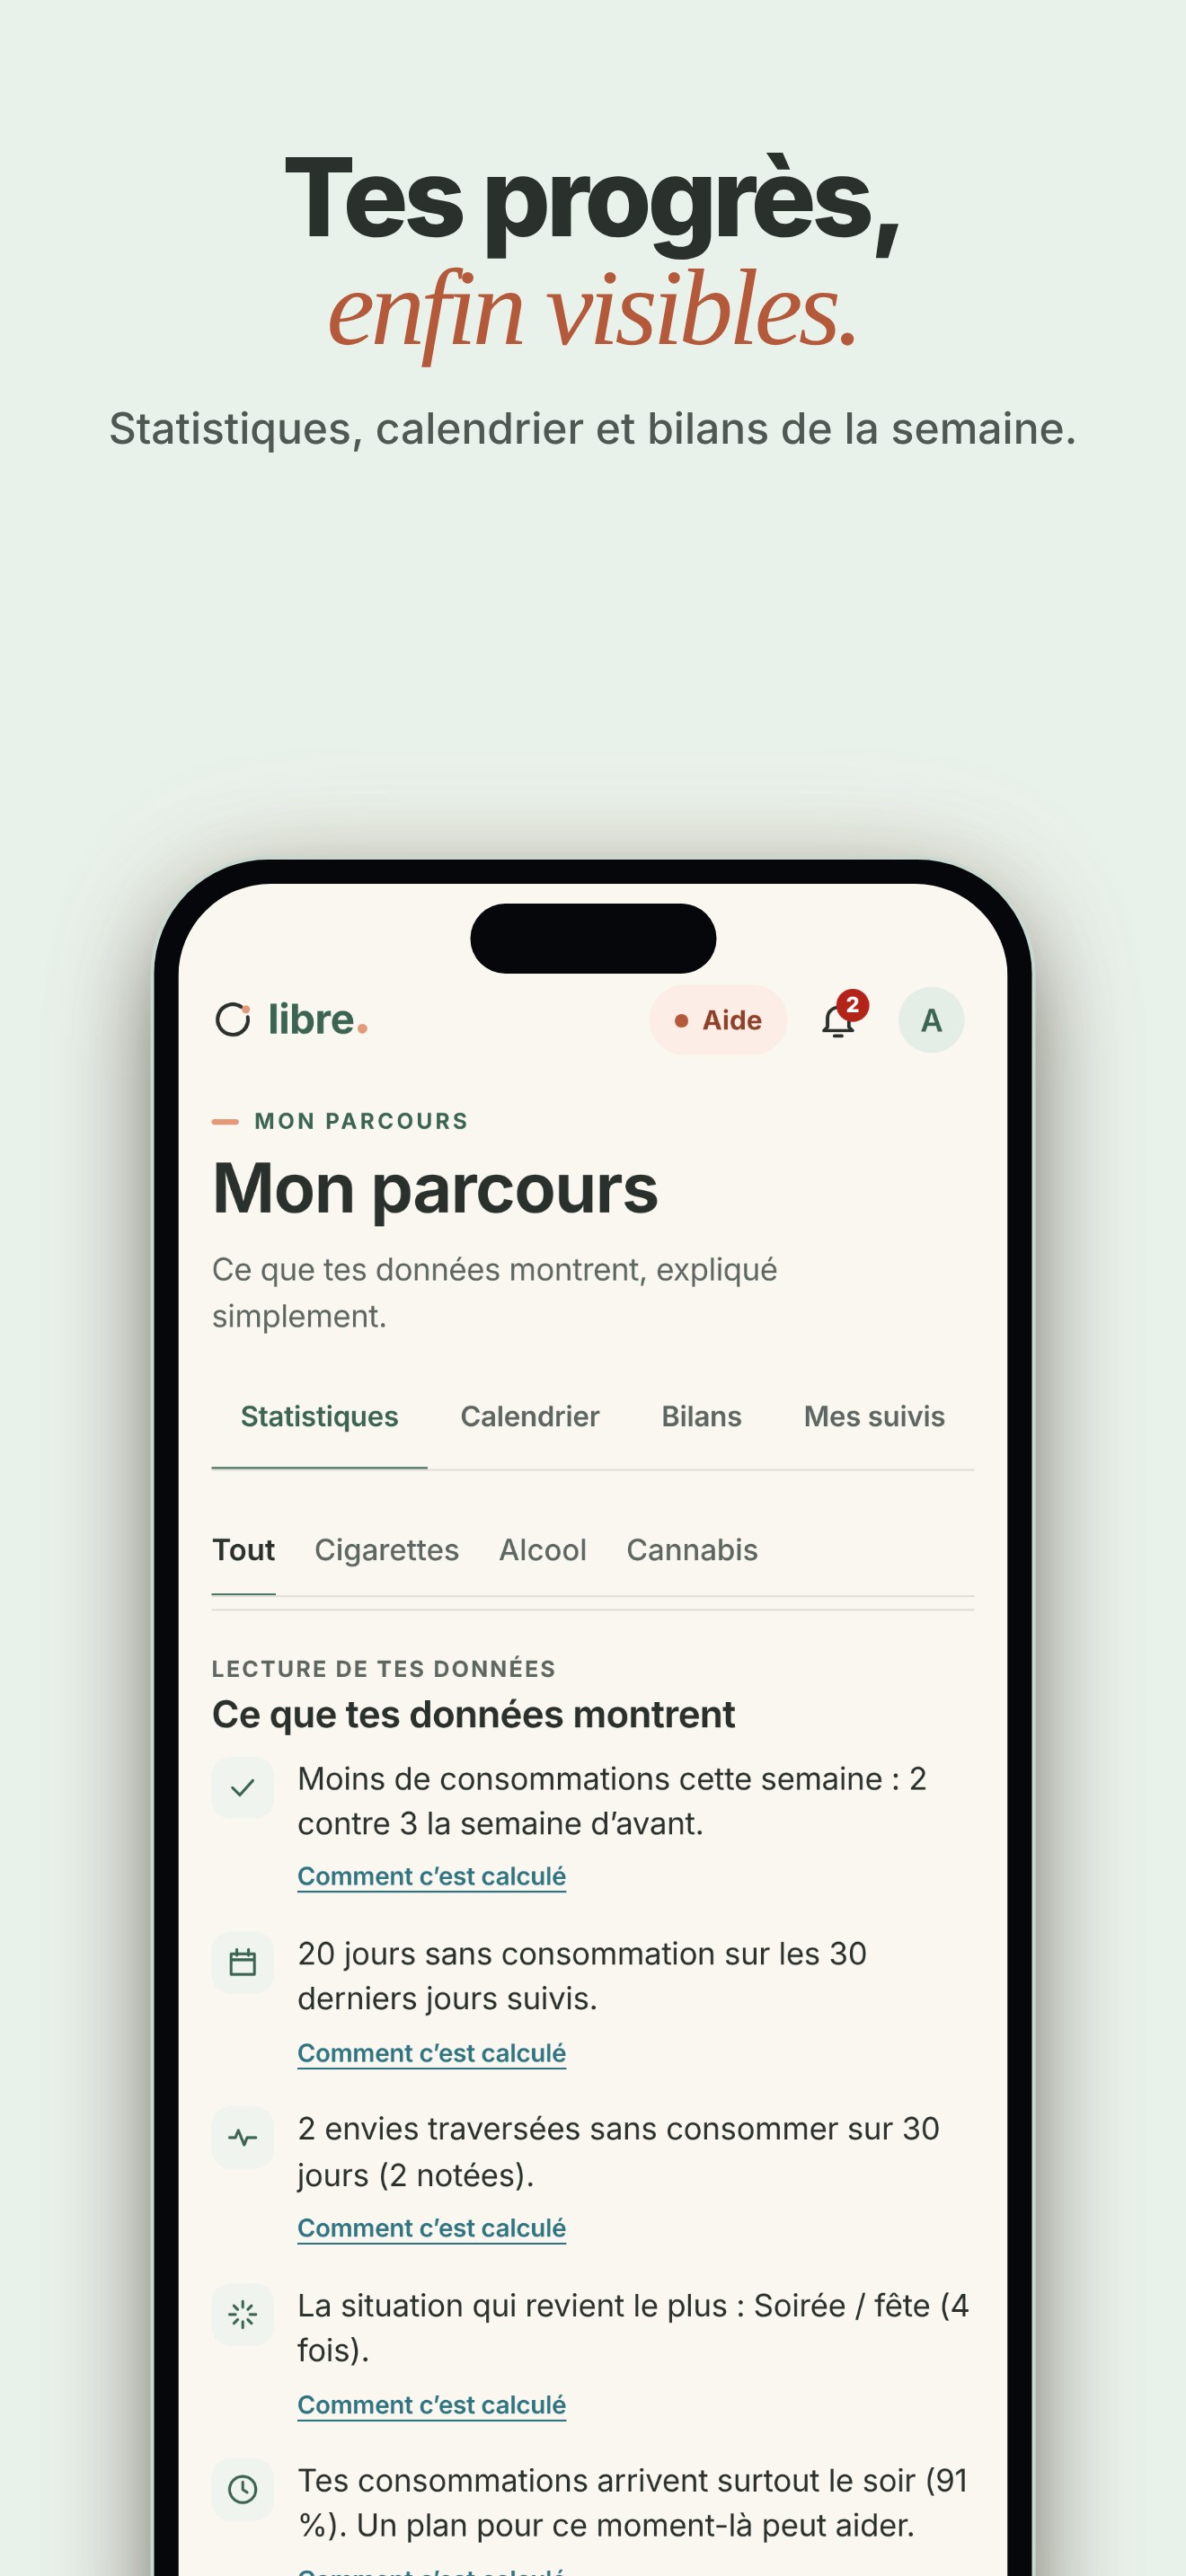 Tes progrès,
enfin visibles.
Statistiques, calendrier et bilans de la semaine.
libre.
Aide
2
A
MON PARCOURS
Mon parcours
Ce que tes données montrent, expliqué
simplement.
Statistiques Calendrier Bilans Mes suivis
Tout Cigarettes Alcool Cannabis
LECTURE DE TES DONNÉES
Ce que tes données montrent
Moins de consommations cette semaine : 2
contre 3 la semaine d’avant.
Comment c’est calculé
20 jours sans consommation sur les 30
derniers jours suivis.
Comment c’est calculé
2 envies traversées sans consommer sur 30
jours (2 notées).
Comment c’est calculé
La situation qui revient le plus : Soirée / fête (4
fois).
Comment c’est calculé
Tes consommations arrivent surtout le soir (91
%). Un plan pour ce moment-là peut aider.